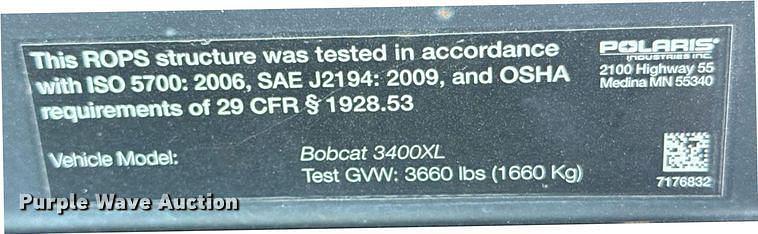 This ROPS structure was tested in accordance
with ISO 5700: 2006, SAE J2194: 2009, and OSHA
requirements of 29 CFR § 1928.53
POLARIS
INDUSTRIES INC.
2100 Highway 55
Medina MN 55340
Vehicle Model:
Bobcat 3400XL
Test GVW: 3660 lbs (1660 Kg)
7176832
Purple Wave Auction